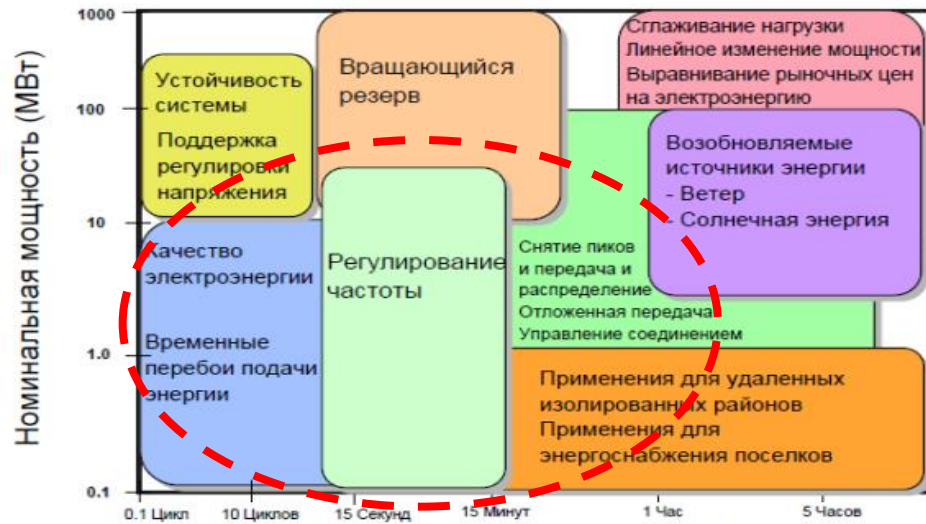 Номинальная мощность (МВт)
1000
100
10
1.0
0.1
Устойчивость
системы
Поддержка
регулировки
напряжения
Вращающийся
резерв
Сглаживание нагрузки
Линейное изменение мощности
Выравнивание рыночных цен
на электроэнергию
Возобновляемые
источники энергии
- Ветер
- Солнечная энергия
Качество
электроэнергии
Временные
перебои подачи
энергии
Регулирование
частоты
Снятие пиков
и передача и
распределение
Отложенная передача
Управление соединением
Применения для удаленных
изолированных районов
Применения для
энергоснабжения поселков
0.1 Цикл
10 Циклов
15 Секунд
15 Минут
1 Час
5 Часов